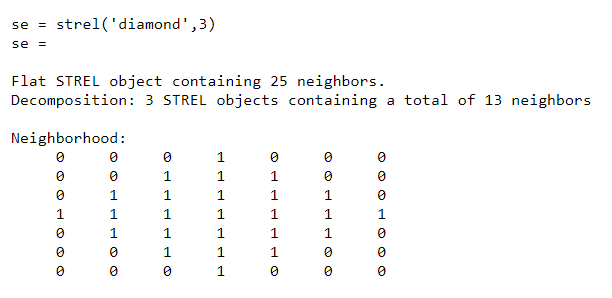 se = strel('diamond',3)
se =
Flat STREL object containing 25 neighbors.
Decomposition: 3 STREL objects containing a total of 13 neighbors
Neighborhood:
0 0 0 1 0 0 0
0 0 1 1 1 0 0
0 1 1 1 1 1 0
1 1 1 1 1 1 1
0 1 1 1 1 1 0
0 0 1 1 1 0 0
0 0 0 1 0 0 0